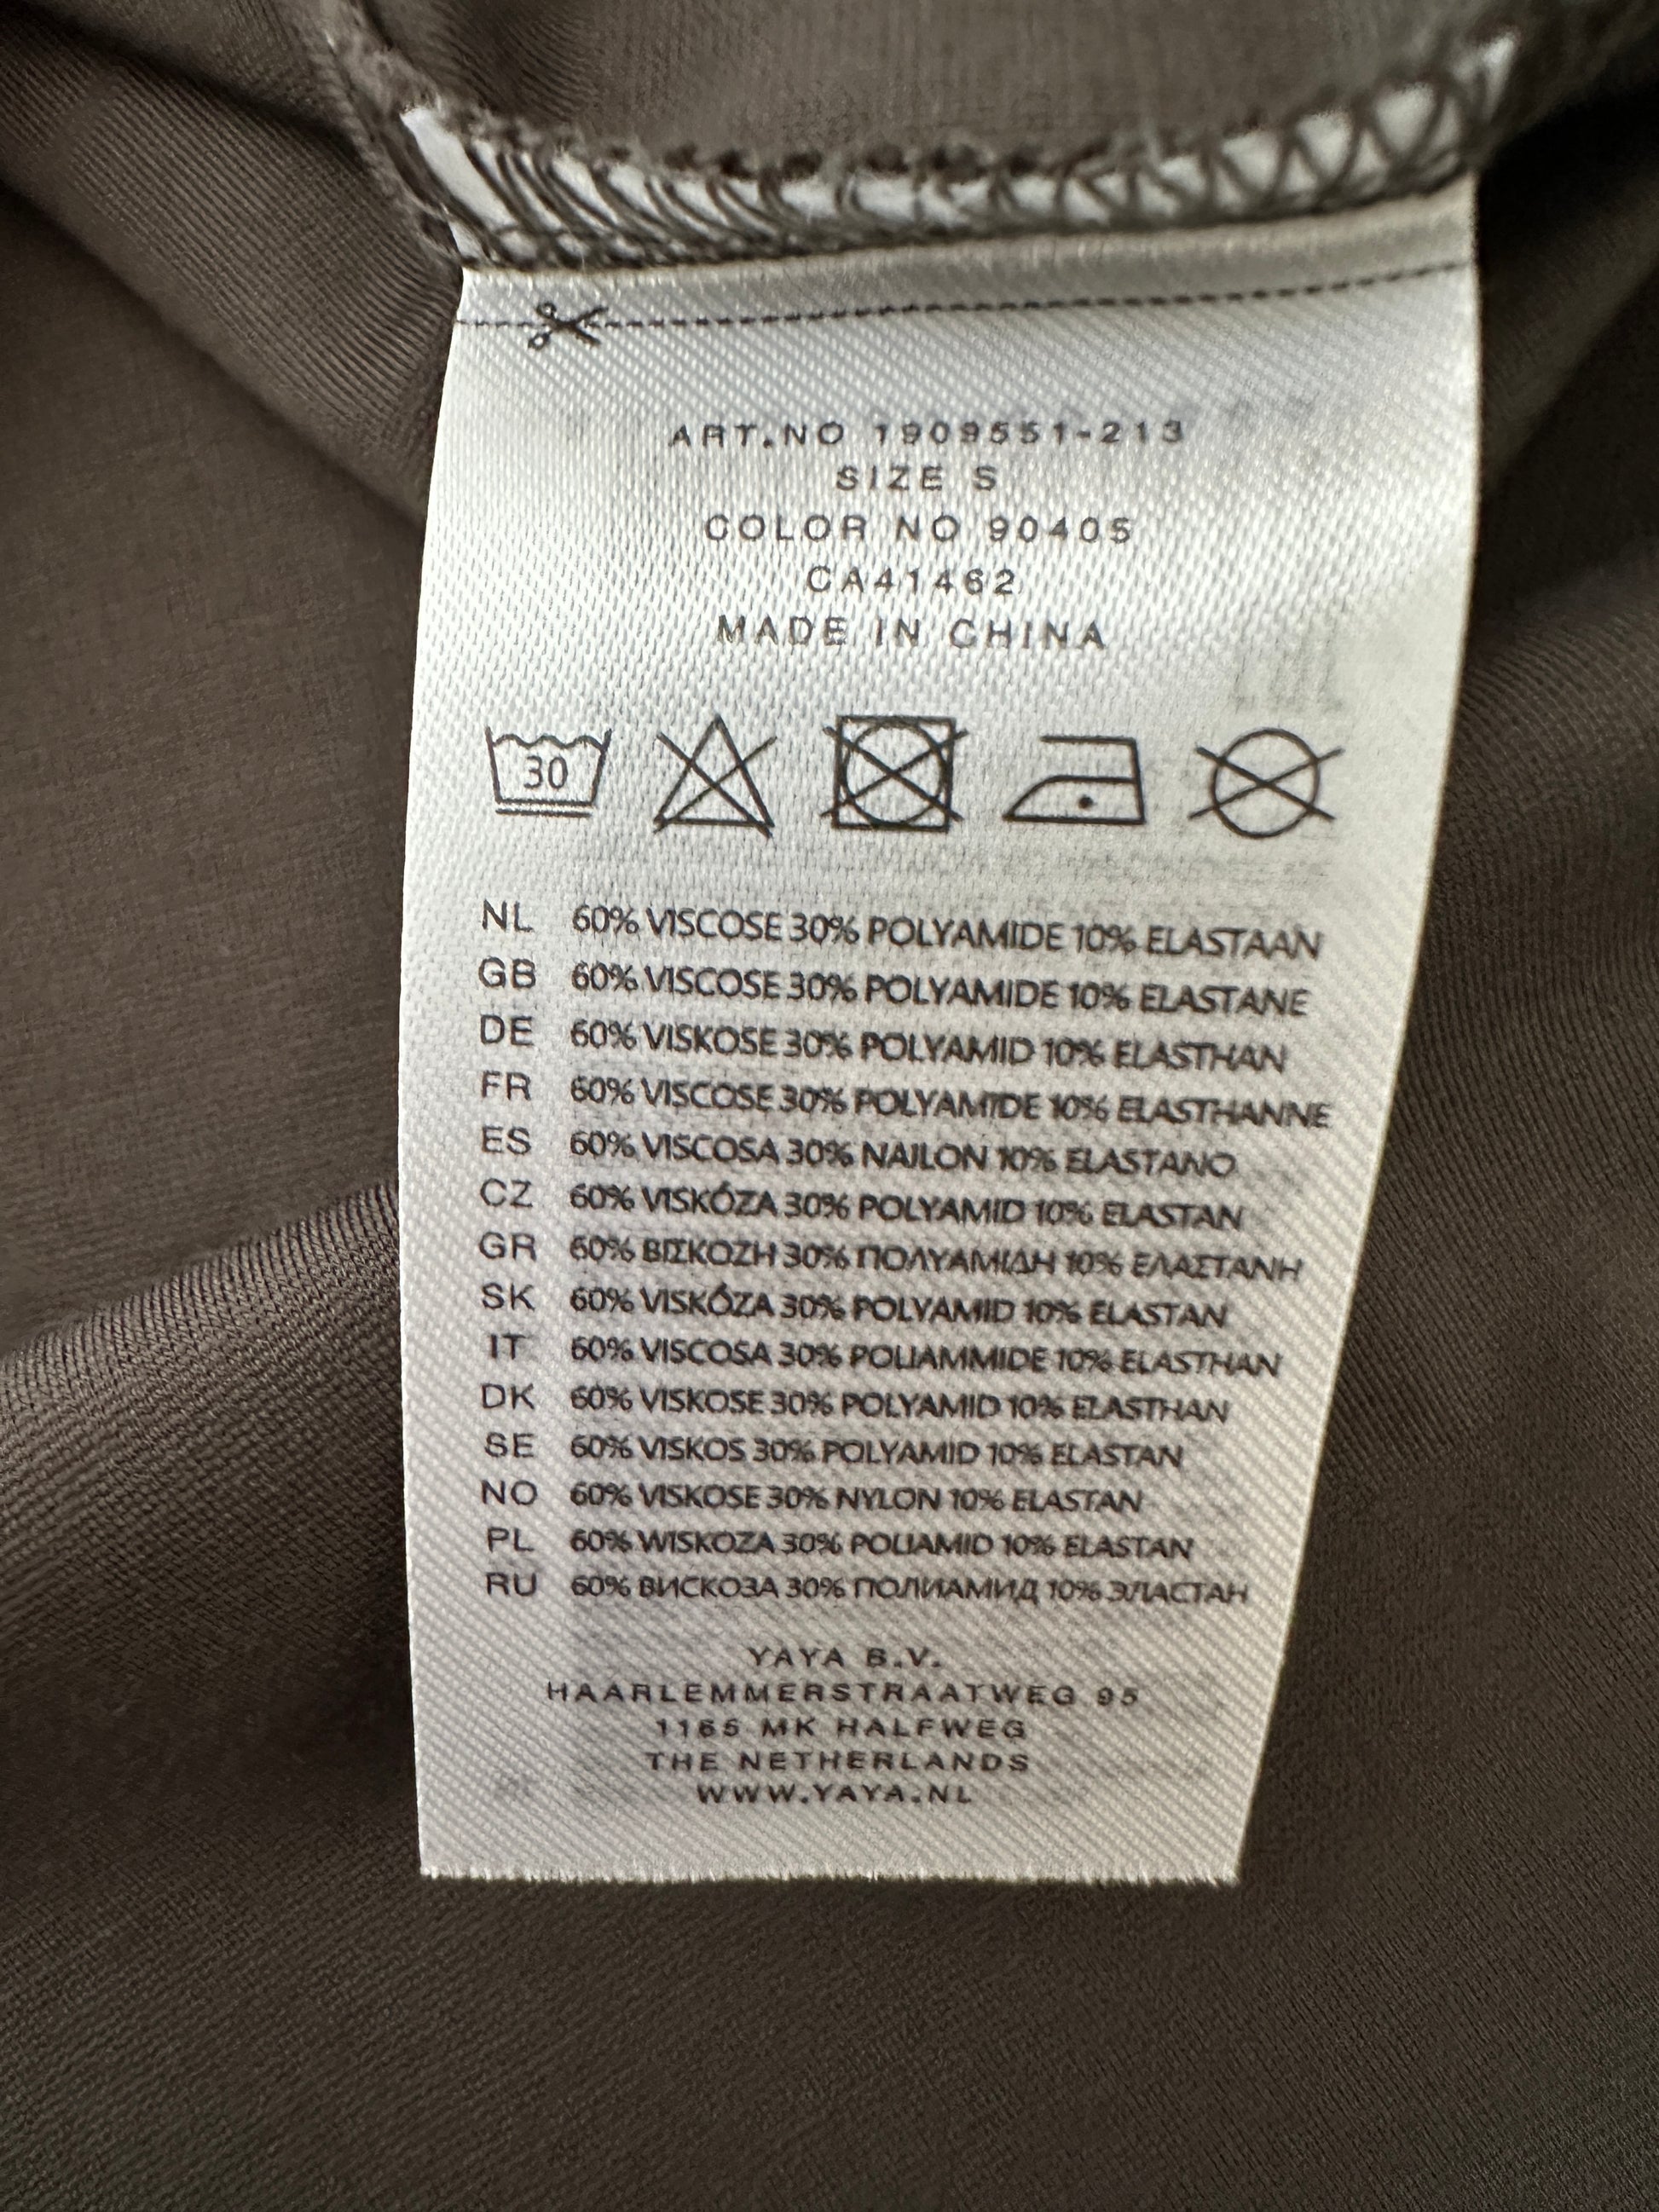 ART.NO 1909551-213
SIZE S
COLOR NO 90405
CA41462
MADE IN CHINA
30
NL 60% VISCOSE 30% POLYAMIDE 10% ELASTAAN
GB 60% VISCOSE 30% POLYAMIDE 10% ELASTANE
DE 60% VISKOSE 30% POLYAMID 10% ELASTHAN
FR 60% VISCOSE 30% POLYAMIDE 10% ELASTHANNE
ES 60% VISCOSA 30% NAILON 10% ELASTANO
CZ 60% VISKÓZA 30% POLYAMID 10% ELASTAN
GR 60% ΒΙΣΚΟΖΗ 30% ΠΟΛΥΑΜΙΔΗ 10% ΕΛΑΣΤΑΝΗ
SK 60% VISKÓZA 30% POLYAMID 10% ELASTAN
IT 60% VISCOSA 30% POLIAMMIDE 10% ELASTHAN
DK 60% VISKOSE 30% POLYAMID 10% ELASTHAN
SE 60% VISKOS 30% POLYAMID 10% ELASTAN
NO 60% VISKOSE 30% NYLON 10% ELASTAN
PL 60% WISKOZA 30% POLIAMID 10% ELASTAN
RU 60% ВИСКОЗА 30% ПОЛИАМИД 10% ЭЛАСТАН
YAYA B.V.
HAARLEMMERSTRAATWEG 95
1165 MK HALFWEG
THE NETHERLANDS
WWW.YAYA.NL